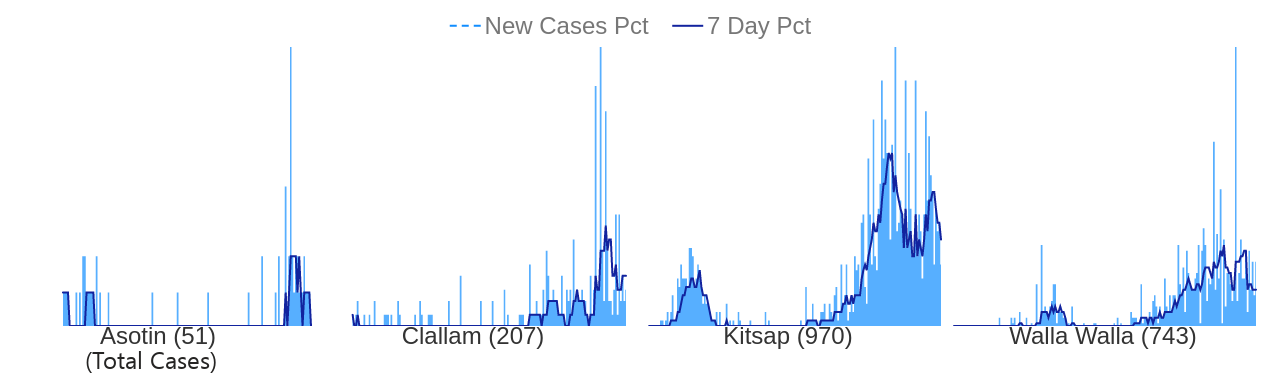 New Cases Pct 7 Day Pct
Asotin (51) Clallam (207) Kitsap (970) Walla Walla (743)
(Total Cases)